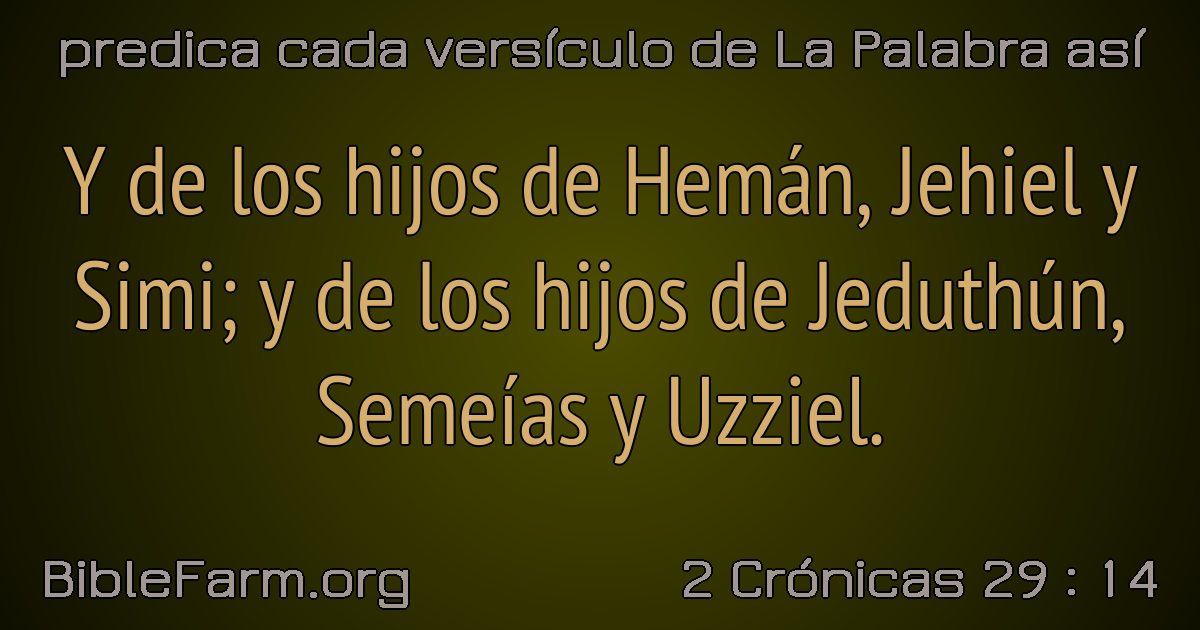 predica cada versículo de La Palabra así
Y de los hijos de Hemán, Jehiel y
Simi; y de los hijos de Jeduthún,
Semeías y Uzziel.
BibleFarm.org
2 Crónicas 29 : 14